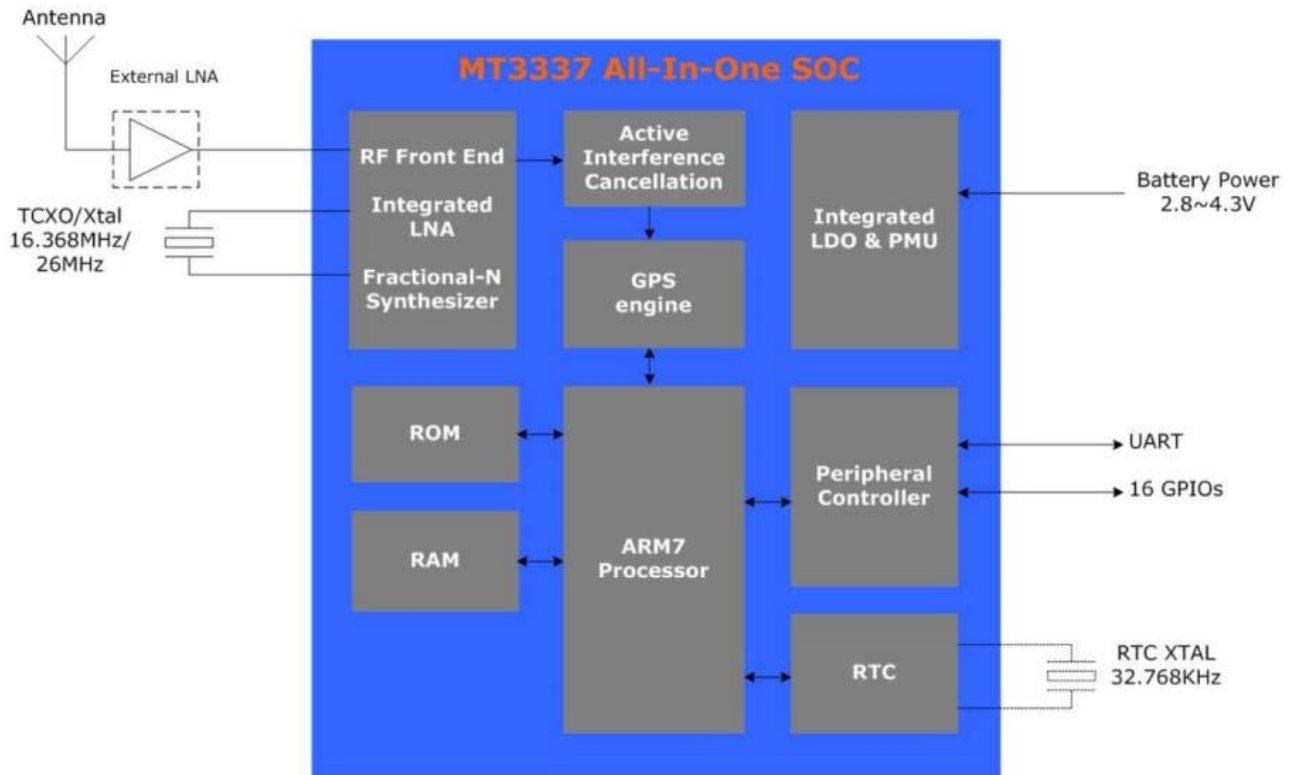 Antenna
External LNA
MT3337 All-In-One SOC
RF Front End
Integrated
LNA
Fractional-N
Synthesizer
Active
Interference
Cancellation
Integrated
LDO & PMU
Battery Power
2.8~4.3V
TCXO/Xtal
16.368MHz/
26MHz
GPS
engine
ROM
RAM
ARM7
Processor
Peripheral
Controller
UART
16 GPIOs
RTC
RTC XTAL
32.768KHz